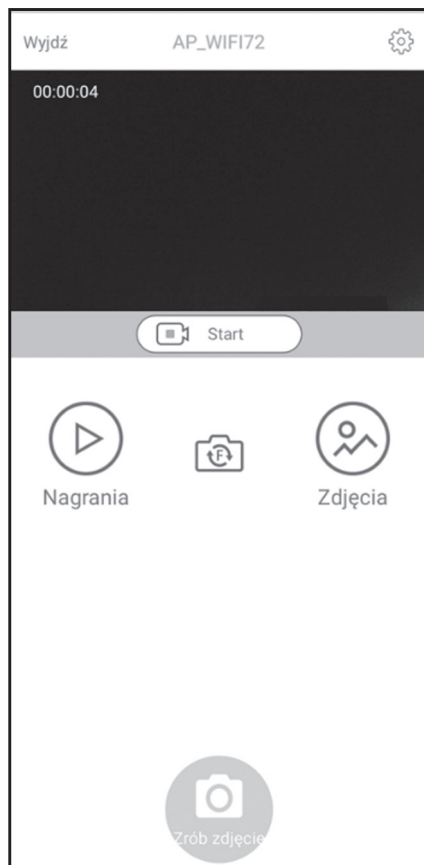 Wyjdź AP_WIFI72
00:00:04
Start
F
Nagrania Zdjęcia
Zrób zdjęcie